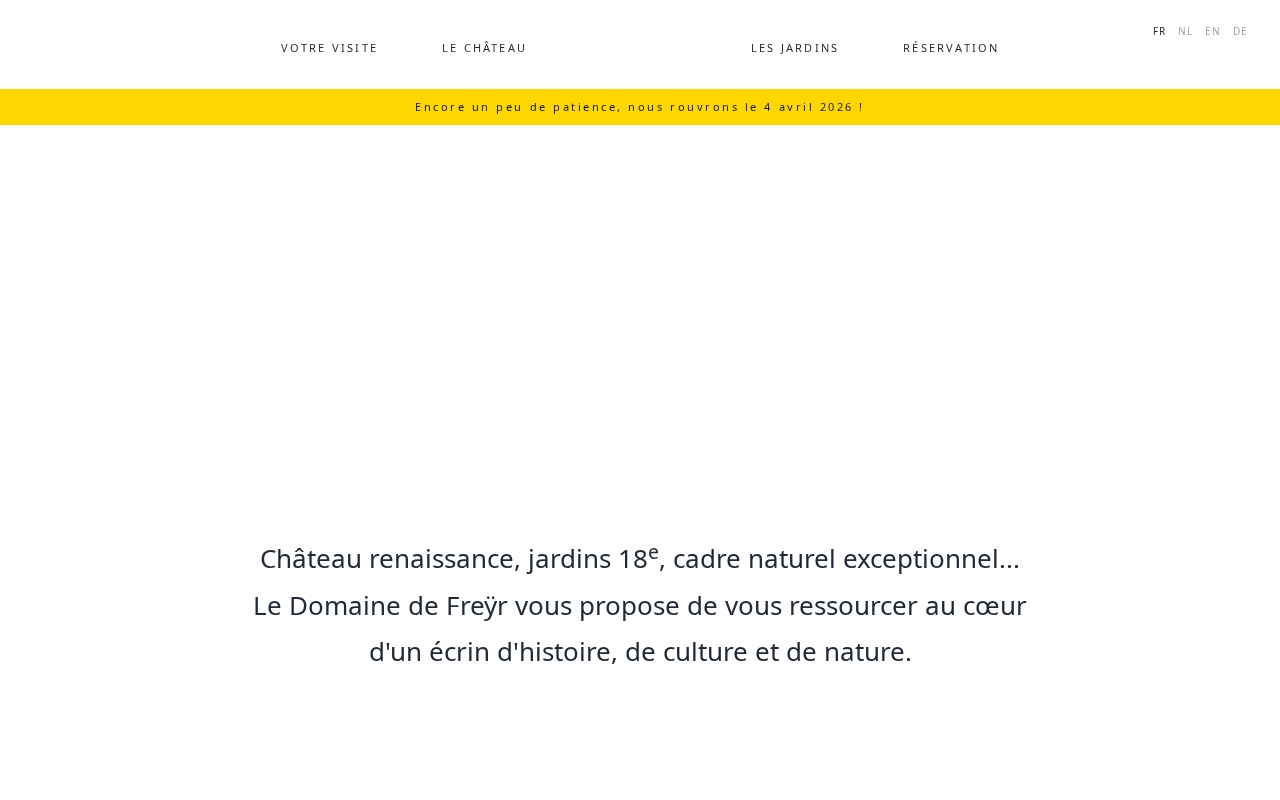 VOTRE VISITE LE CHÂTEAU LES JARDINS RÉSERVATION FR NL EN DE
Encore un peu de patience, nous rouvrons le 4 avril 2026 !
Château renaissance, jardins 18e, cadre naturel exceptionnel...
Le Domaine de Freÿr vous propose de vous ressourcer au cœur
d'un écrin d'histoire, de culture et de nature.